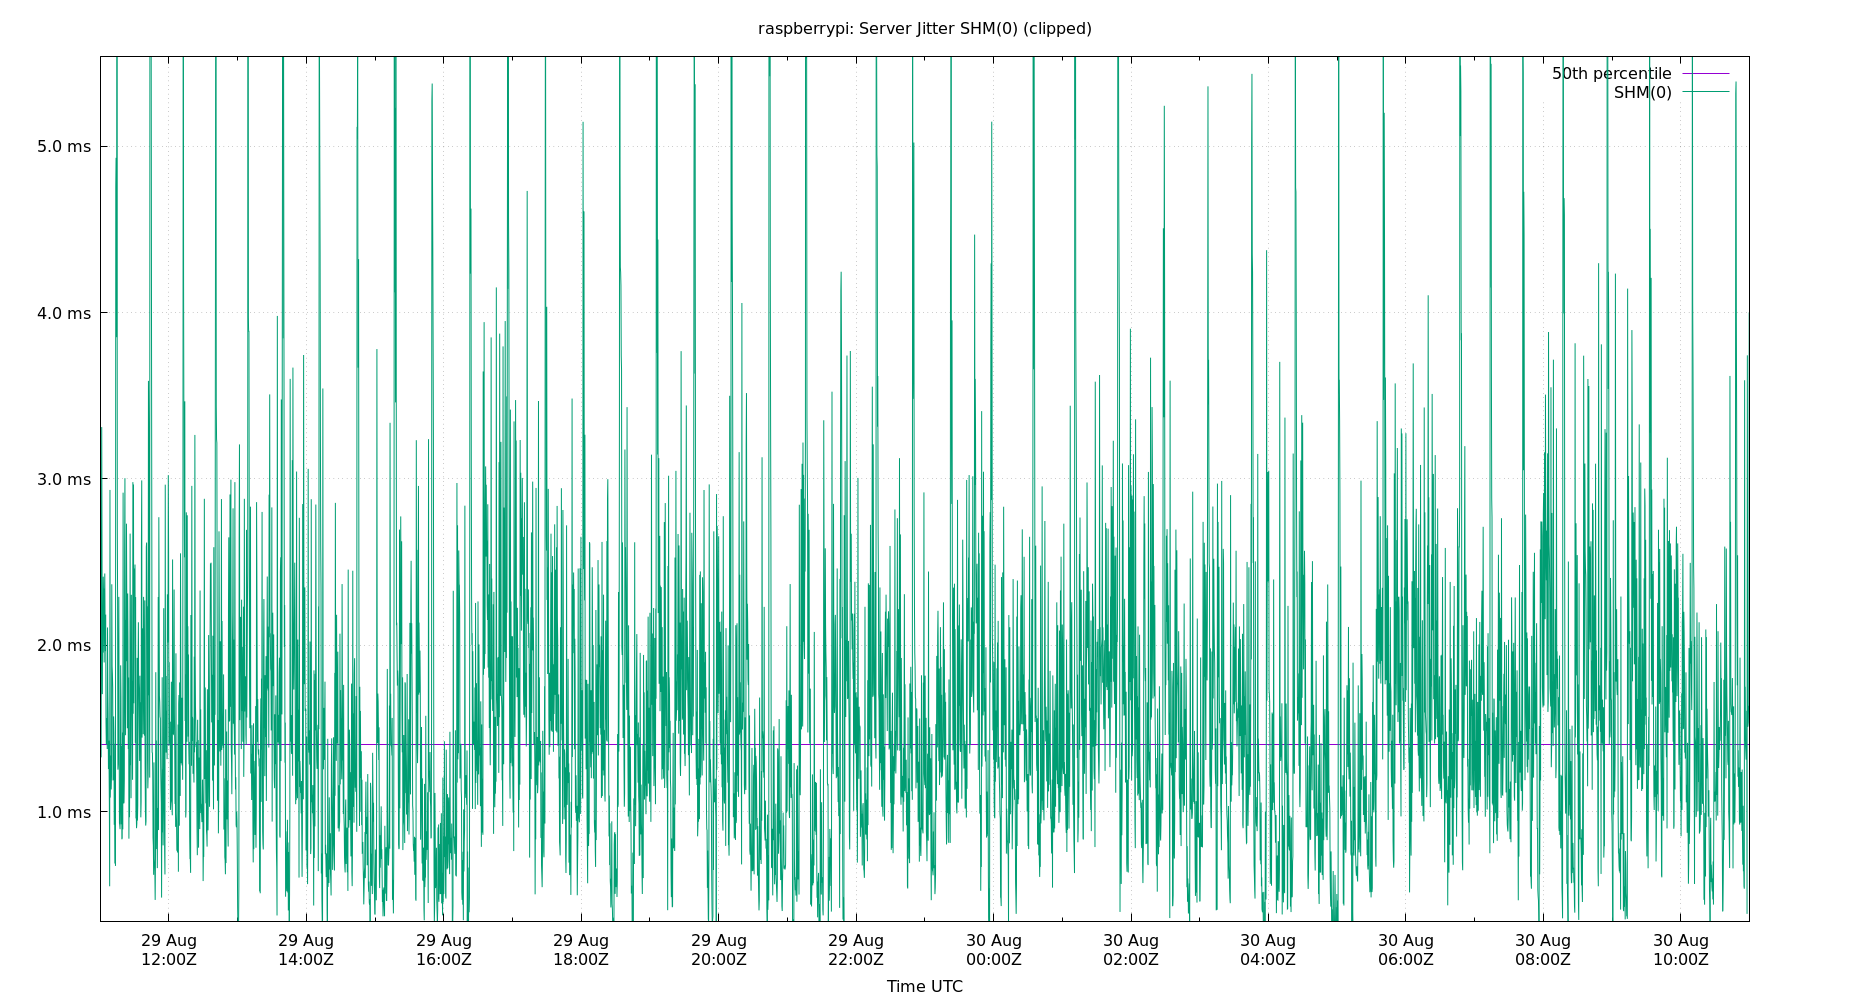 raspberrypi: Server Jitter SHM(0) (clipped)
50th percentile
SHM(0)
5.0 ms
4.0 ms
3.0 ms
2.0 ms
1.0 ms
29 Aug 29 Aug 29 Aug 29 Aug 29 Aug 29 Aug 30 Aug 30 Aug 30 Aug 30 Aug 30 Aug 30 Aug
12:00Z 14:00Z 16:00Z 18:00Z 20:00Z 22:00Z 00:00Z 02:00Z 04:00Z 06:00Z 08:00Z 10:00Z
Time UTC